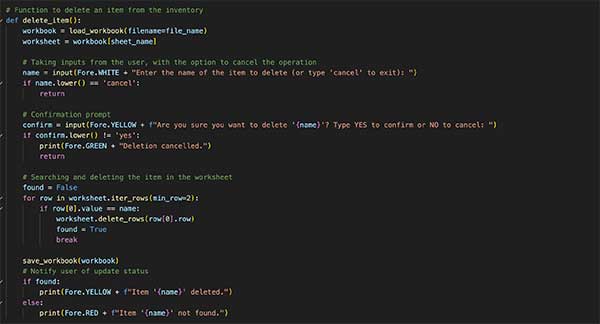 # Function to delete an item from the inventory
def delete_item():
    workbook = load_workbook(filename=file_name)
    worksheet = workbook[sheet_name]

    # Taking inputs from the user, with the option to cancel the operation
    name = input(Fore.WHITE + "Enter the name of the item to delete (or type 'cancel' to exit): ")
    if name.lower() == 'cancel':
        return

    # Confirmation prompt
    confirm = input(Fore.YELLOW + f"Are you sure you want to delete '{name}'? Type YES to confirm or NO to cancel: ")
    if confirm.lower() != 'yes':
        print(Fore.GREEN + "Deletion cancelled.")
        return

    # Searching and deleting the item in the worksheet
    found = False
    for row in worksheet.iter_rows(min_row=2):
        if row[0].value == name:
            worksheet.delete_rows(row[0].row)
            found = True
            break

    save_workbook(workbook)
    # Notify user of update status
    if found:
        print(Fore.YELLOW + f"Item '{name}' deleted.")
    else:
        print(Fore.RED + f"Item '{name}' not found.")